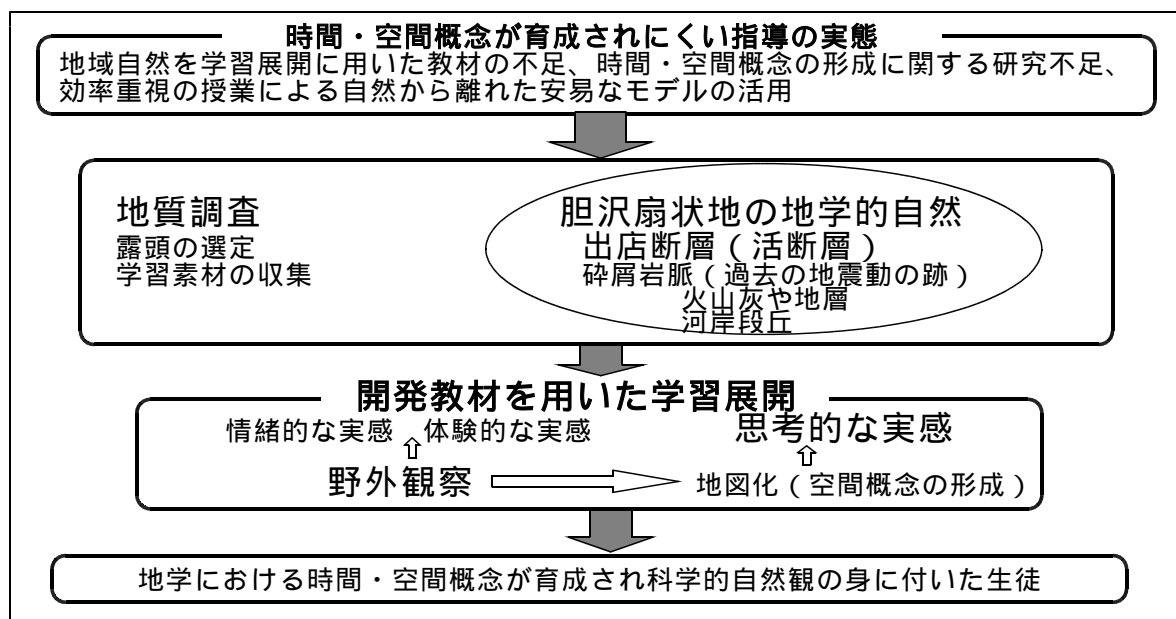 時間・空間概念が育成されにくい指導の実態
地域自然を学習展開に用いた教材の不足、時間・空間概念の形成に関する研究不足、
効率重視の授業による自然から離れた安易なモデルの活用
地質調査
露頭の選定
学習素材の収集
胆沢扇状地の地学的自然
出店断層(活断層)
砕屑岩脈(過去の地震動の跡)
火山灰や地層
河岸段丘
開発教材を用いた学習展開
情緒的な実感 体験的な実感
思考的な実感
野外観察
地図化(空間概念の形成)
地学における時間・空間概念が育成され科学的自然観の身に付いた生徒